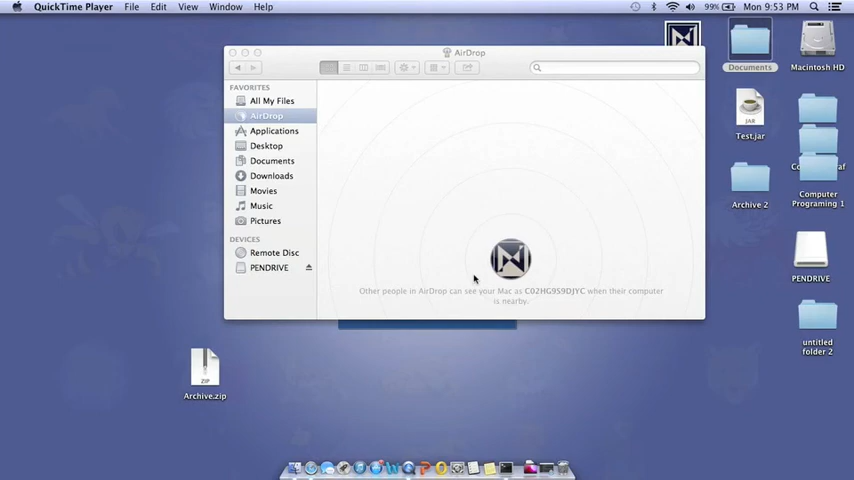 QuickTime Player File Edit View Window Help
99% Mon 9:53 PM
AirDrop
Documents
Macintosh HD
FAVORITES
All My Files
AirDrop
Applications
Desktop
Documents
Downloads
Movies
Music
Pictures
DEVICES
Remote Disc
PENDRIVE
Other people in AirDrop can see your Mac as C02HG9S9DJYC when their computer
is nearby.
JAR
Test.jar
Archive 2
Computer
Programing 1
PENDRIVE
untitled
folder 2
ZIP
Archive.zip